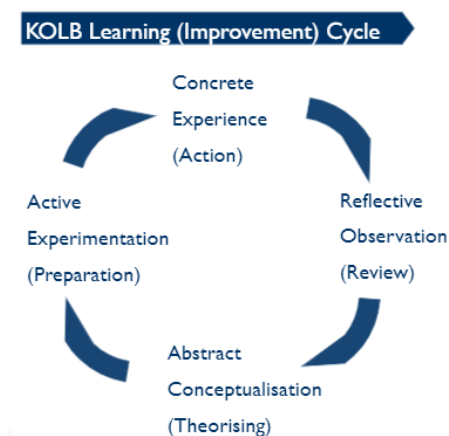 KOLB Learning (Improvement) Cycle
Concrete
Experience
(Action)
Reflective
Observation
(Review)
Abstract
Conceptualisation
(Theorising)
Active
Experimentation
(Preparation)